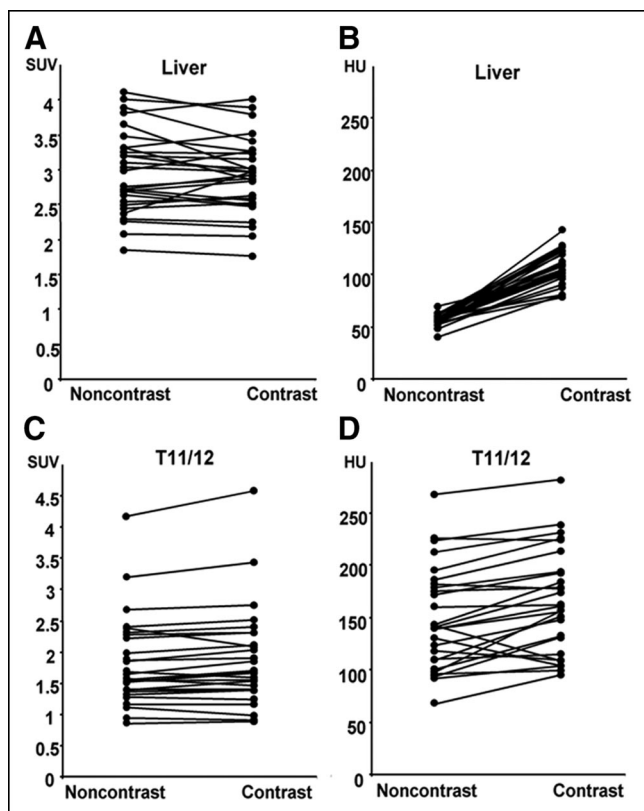 A
SUV
Liver
4
3.5
3
2.5
2
1.5
1
0.5
0
Noncontrast Contrast
B
HU
Liver
250
200
150
100
50
0
Noncontrast Contrast
C
SUV
T11/12
4.5
4
3.5
3
2.5
2
1.5
1
0.5
0
Noncontrast Contrast
D
HU
T11/12
250
200
150
100
50
0
Noncontrast Contrast